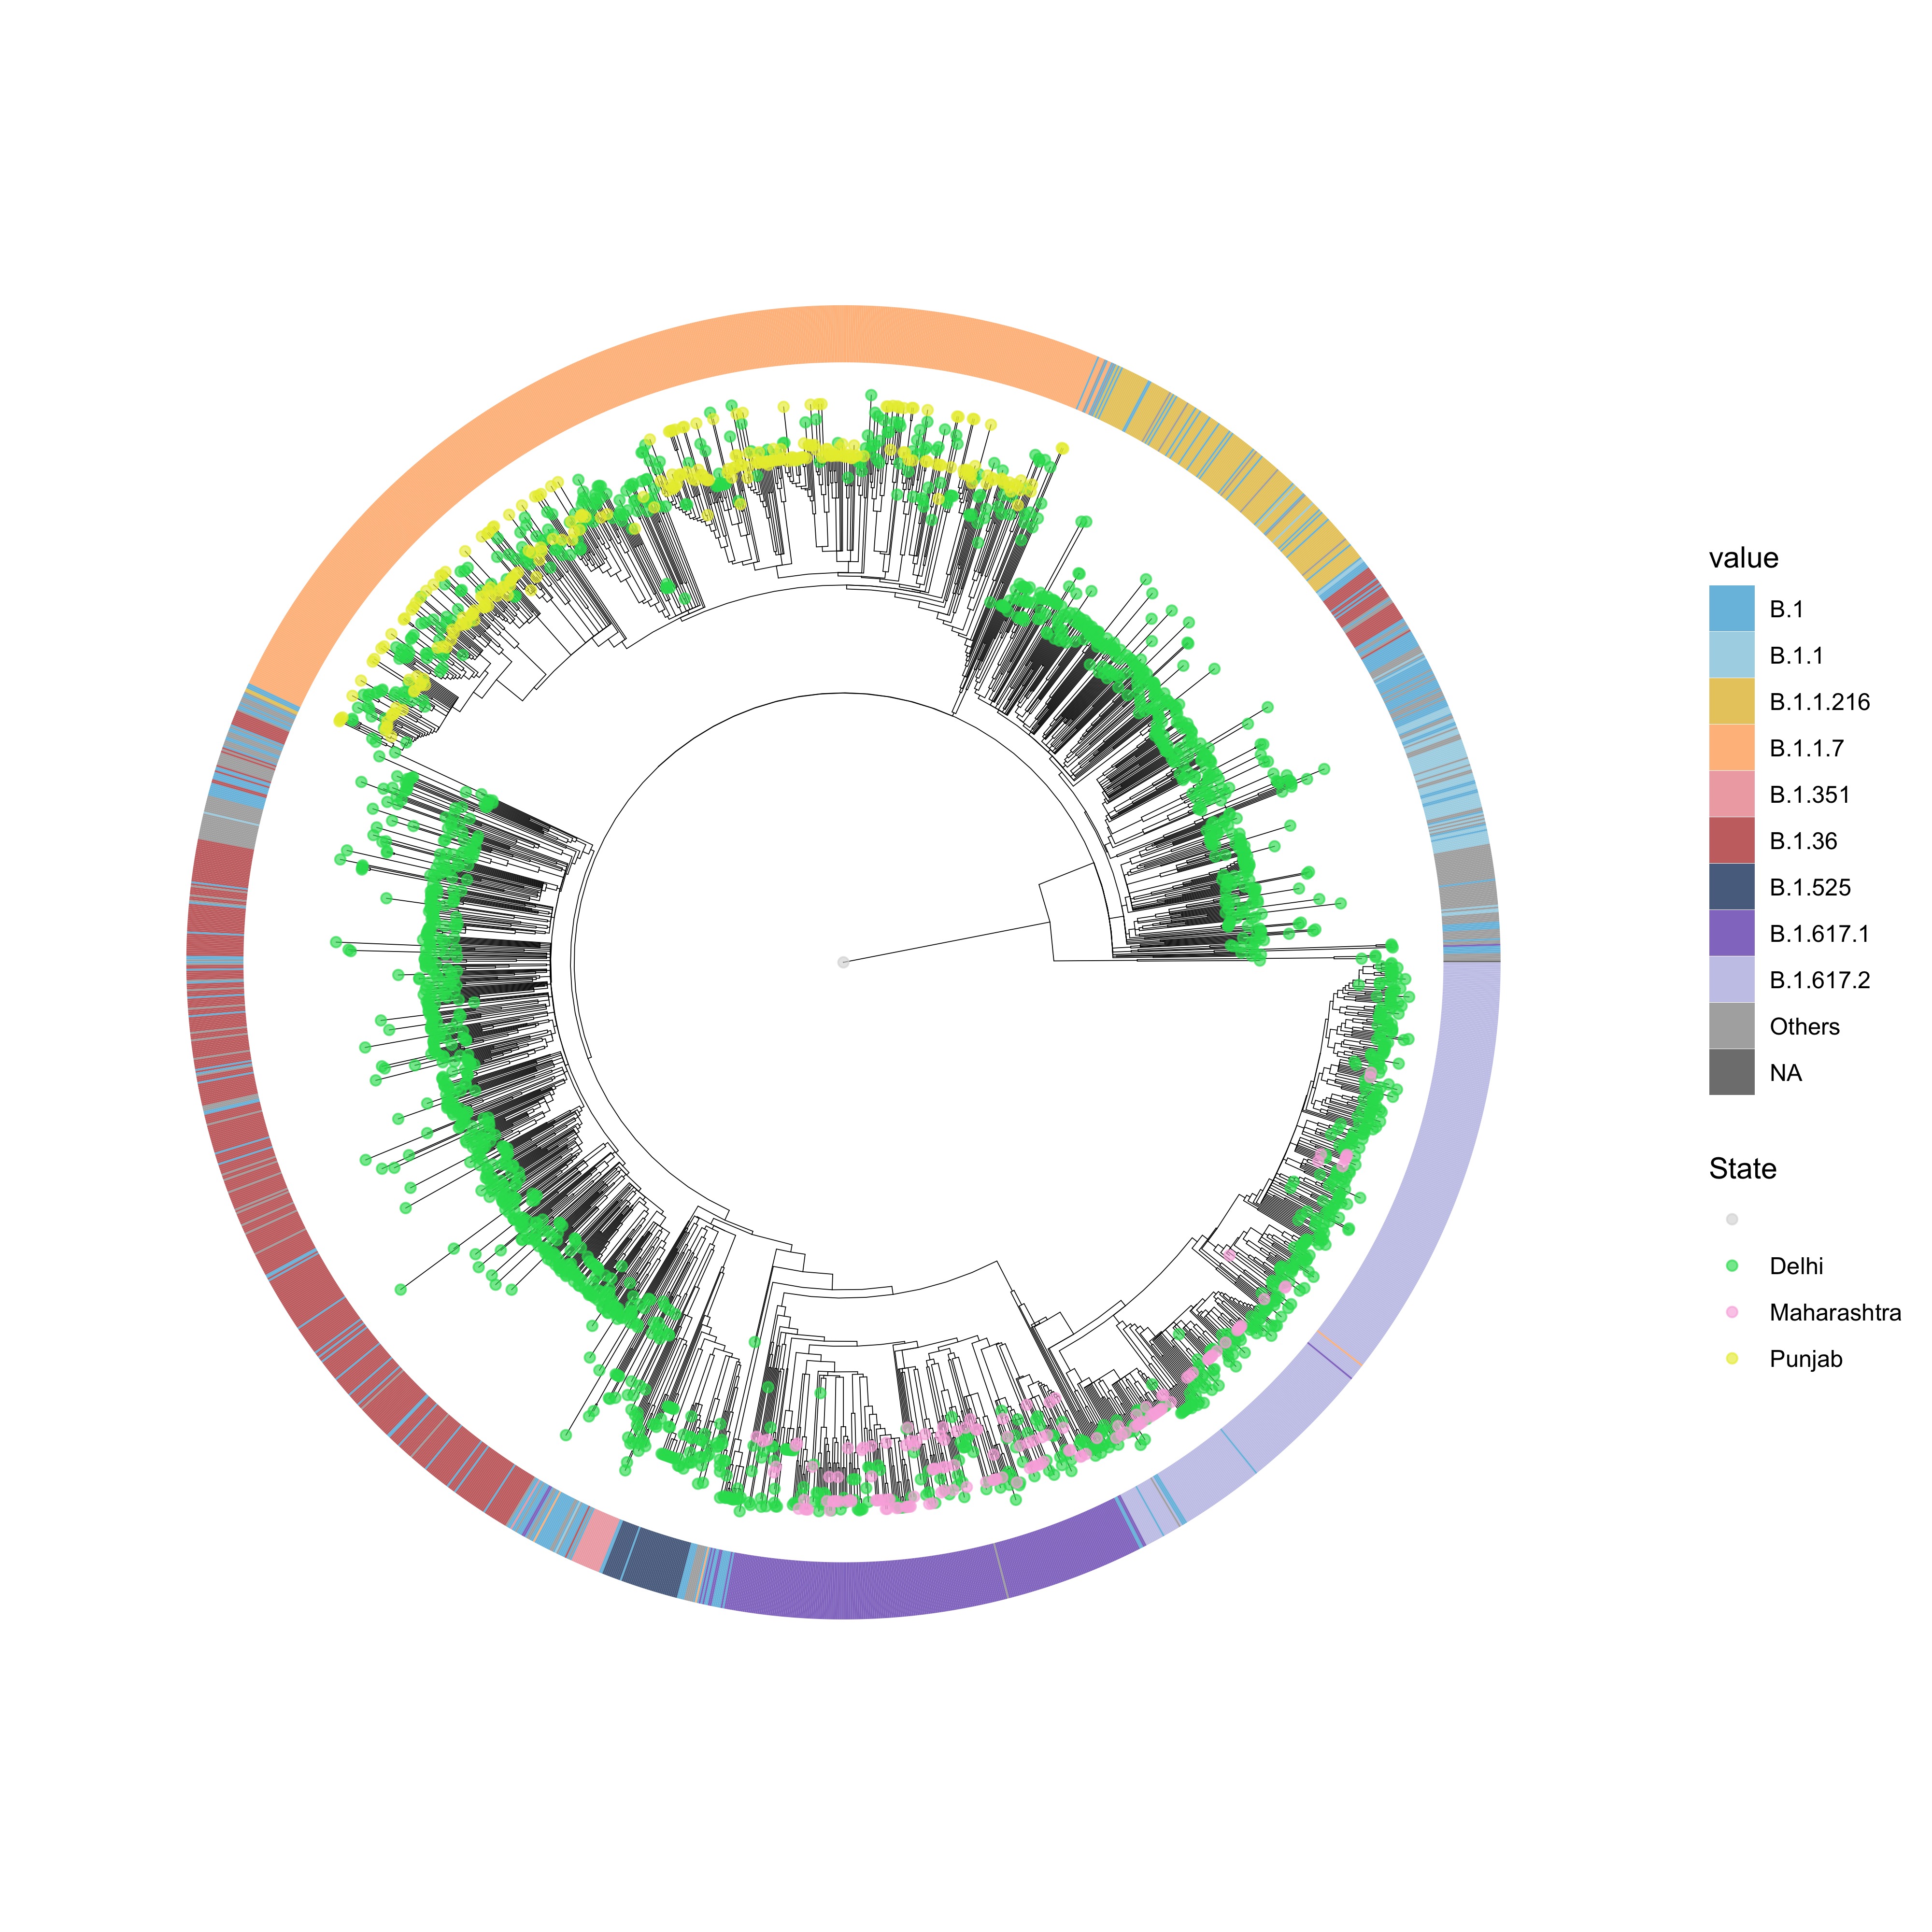 value
B.1
B.1.1
B.1.1.216
B.1.1.7
B.1.351
B.1.36
B.1.525
B.1.617.1
B.1.617.2
Others
NA
State
Delhi
Maharashtra
Punjab